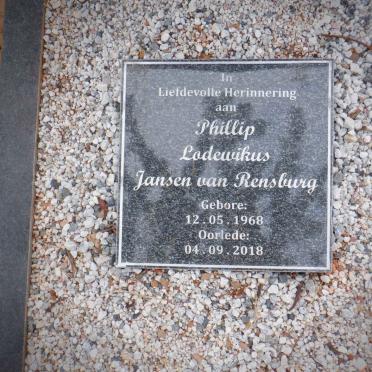 In
Liefdevolle Herinnering
aan
Phillip
Lodewikus
Jansen van Rensburg
Gebore:
12.05.1968
Oorlede:
04.09.2018